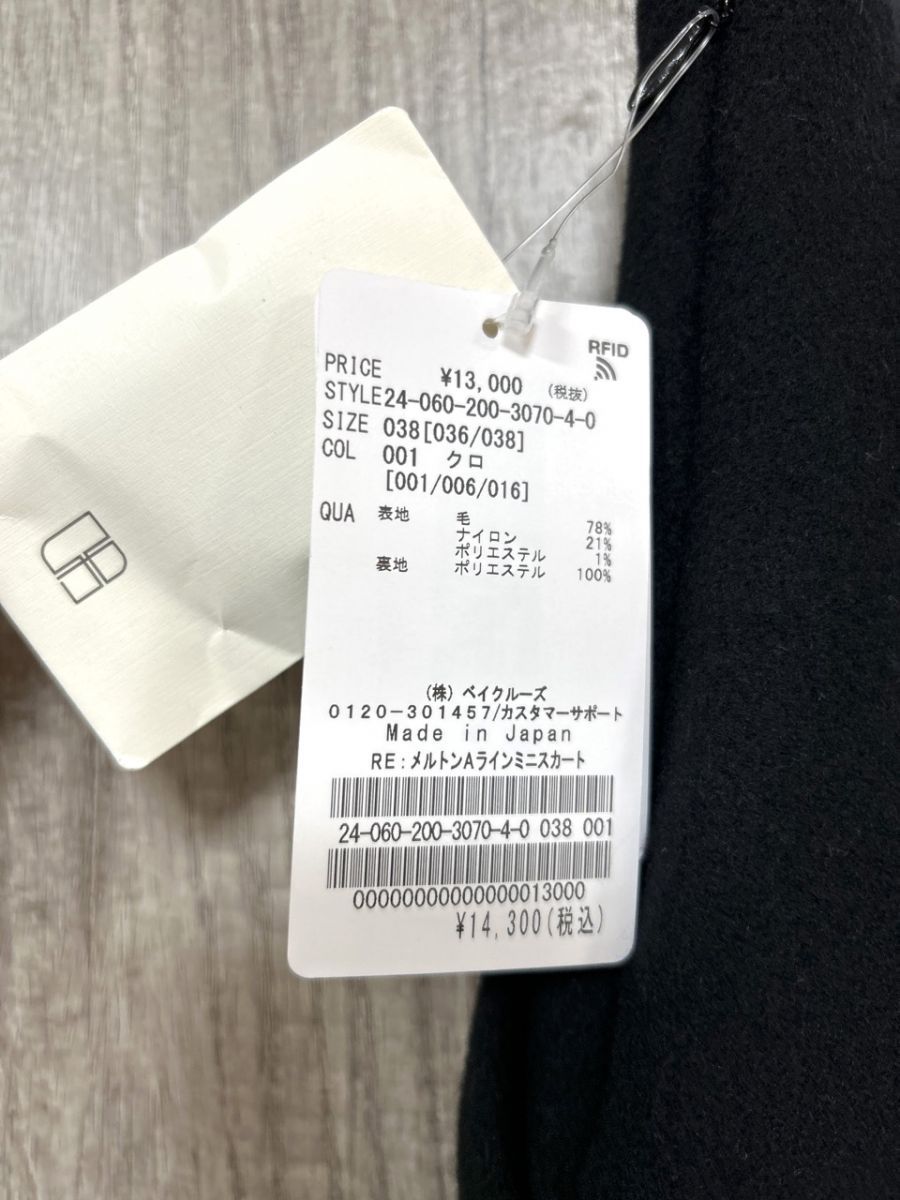 RFID
PRICE ¥13,000 (税抜)
STYLE 24-060-200-3070-4-0
SIZE 038[036/038]
COL 001 クロ
[001/006/016]
QUA 表地 毛 78%
ナイロン 21%
ポリエステル 1%
裏地 ポリエステル 100%
(株) ベイクルーズ
0120-301457/カスタマーサポート
Made in Japan
RE:メルトンAラインミニスカート
24-060-200-3070-4-0 038 001
00000000000000013000
¥14,300(税込)